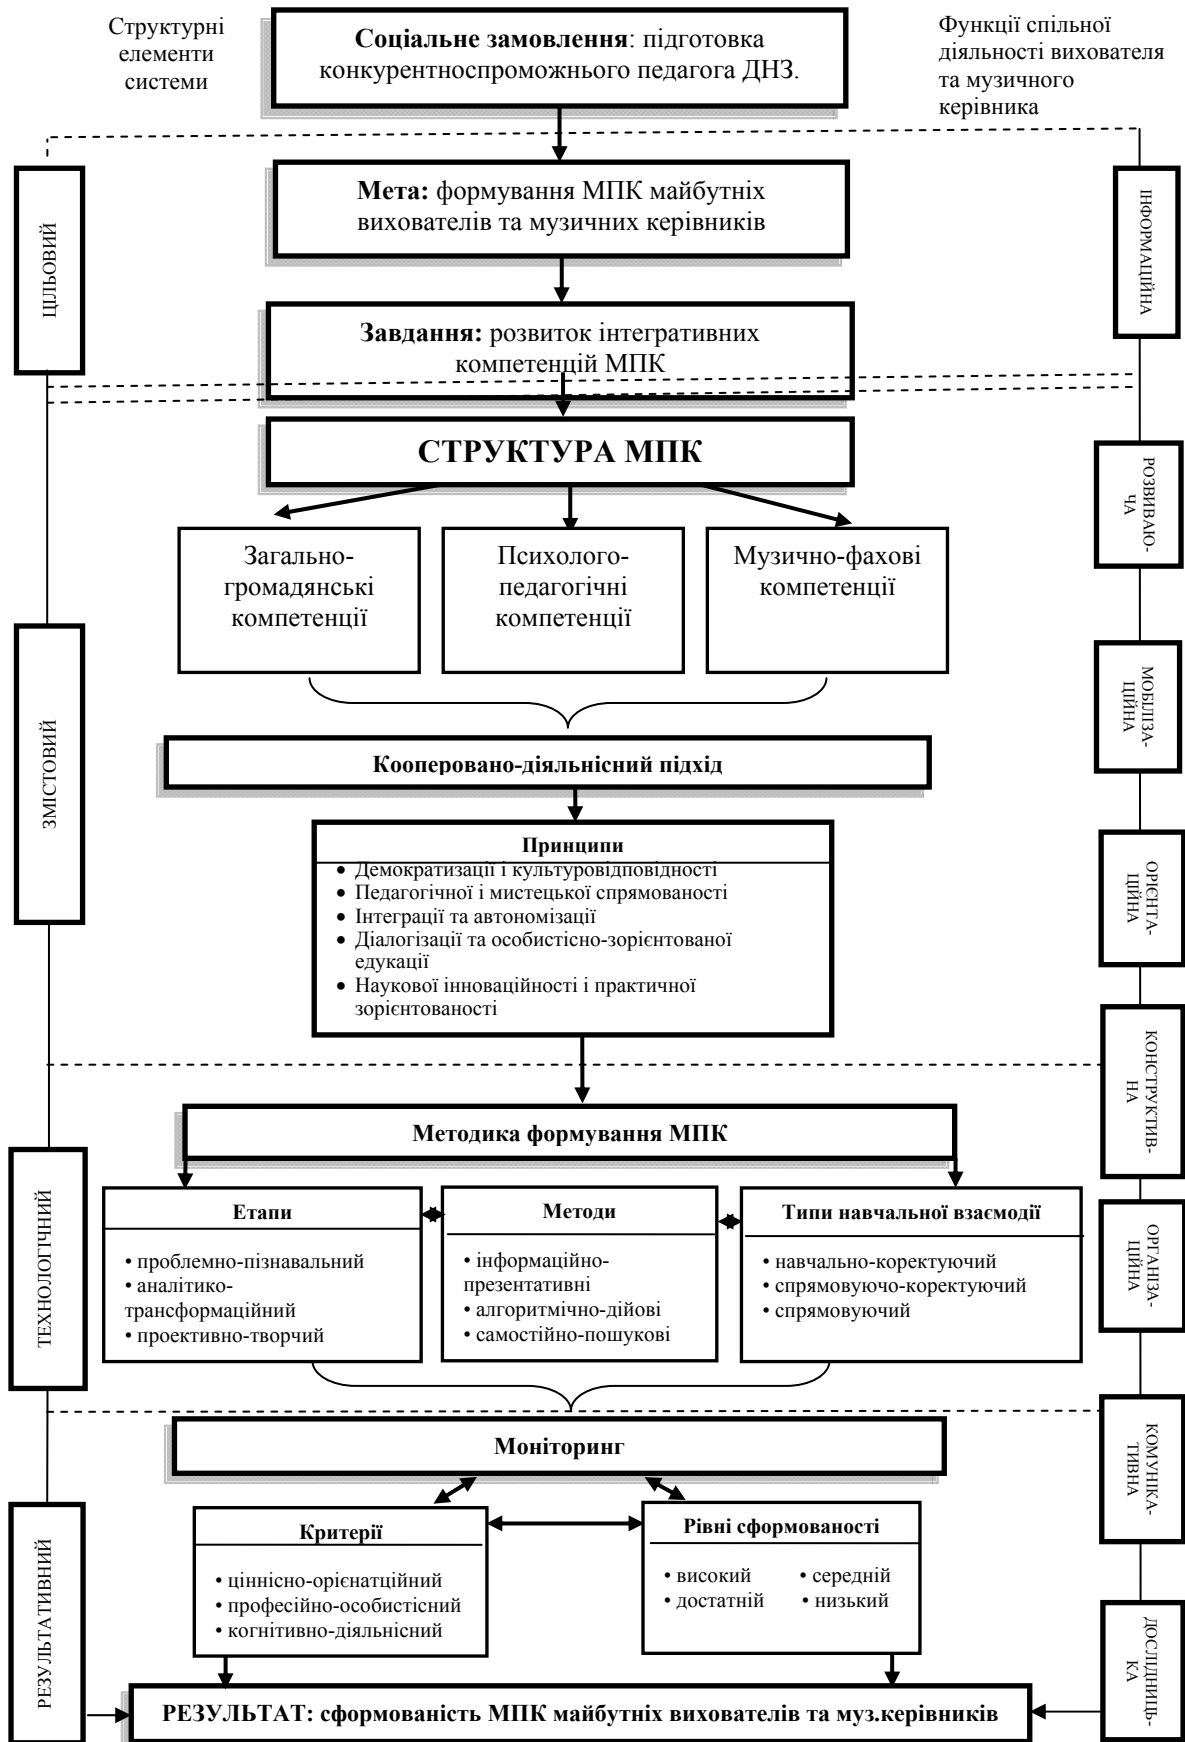 Структурні
елементи
системи
Соціальне замовлення: підготовка
конкурентноспроможнього педагога ДНЗ.
Функції спільної
діяльності вихователя
та музичного
керівника
Мета: формування МПК майбутніх
вихователів та музичних керівників
Завдання: розвиток інтегративних
компетенцій МПК
СТРУКТУРА МПК
Загально-
громадянські
компетенції
Психолого-
педагогічні
компетенції
Музично-фахові
компетенції
Кооперовано-діяльнісний підхід
Принципи
• Демократизації і культуровідповідності
• Педагогічної і мистецької спрямованості
• Інтеграції та автономізації
• Діалогізації та особистісно-зорієнтованої
едукації
• Наукової інноваційності і практичної
зорієнтованості
Методика формування МПК
Етапи
• проблемно-пізнавальний
• аналітико-
трансформаційний
• проективно-творчий
Методи
• інформаційно-
презентативні
• алгоритмічно-дійові
• самостійно-пошукові
Типи навчальної взаємодії
• навчально-коректуючий
• спрямовуючо-коректуючий
• спрямовуючий
Моніторинг
Критерії
• ціннісно-орієнатційний
• професійно-особистісний
• когнітивно-діяльнісний
Рівні сформованості
• високий • середній
• достатній • низький
РЕЗУЛЬТАТ: сформованість МПК майбутніх вихователів та муз.керівників
ЦІЛЬОВИЙ
ЗМІСТОВИЙ
ТЕХНОЛОГІЧНИЙ
РЕЗУЛЬТАТИВНИЙ
ІНФОРМАЦІЙНА
РОЗВИВАЮ-
ЧА
МОБІЛІЗА-
ЦІЙНА
ОРІЄНТА-
ЦІЙНА
КОНСТРУКТИВ-
НА
ОРГАНІЗА-
ЦІЙНА
КОМУНІКА-
ТИВНА
ДОСЛІДНИЦЬ-
КА